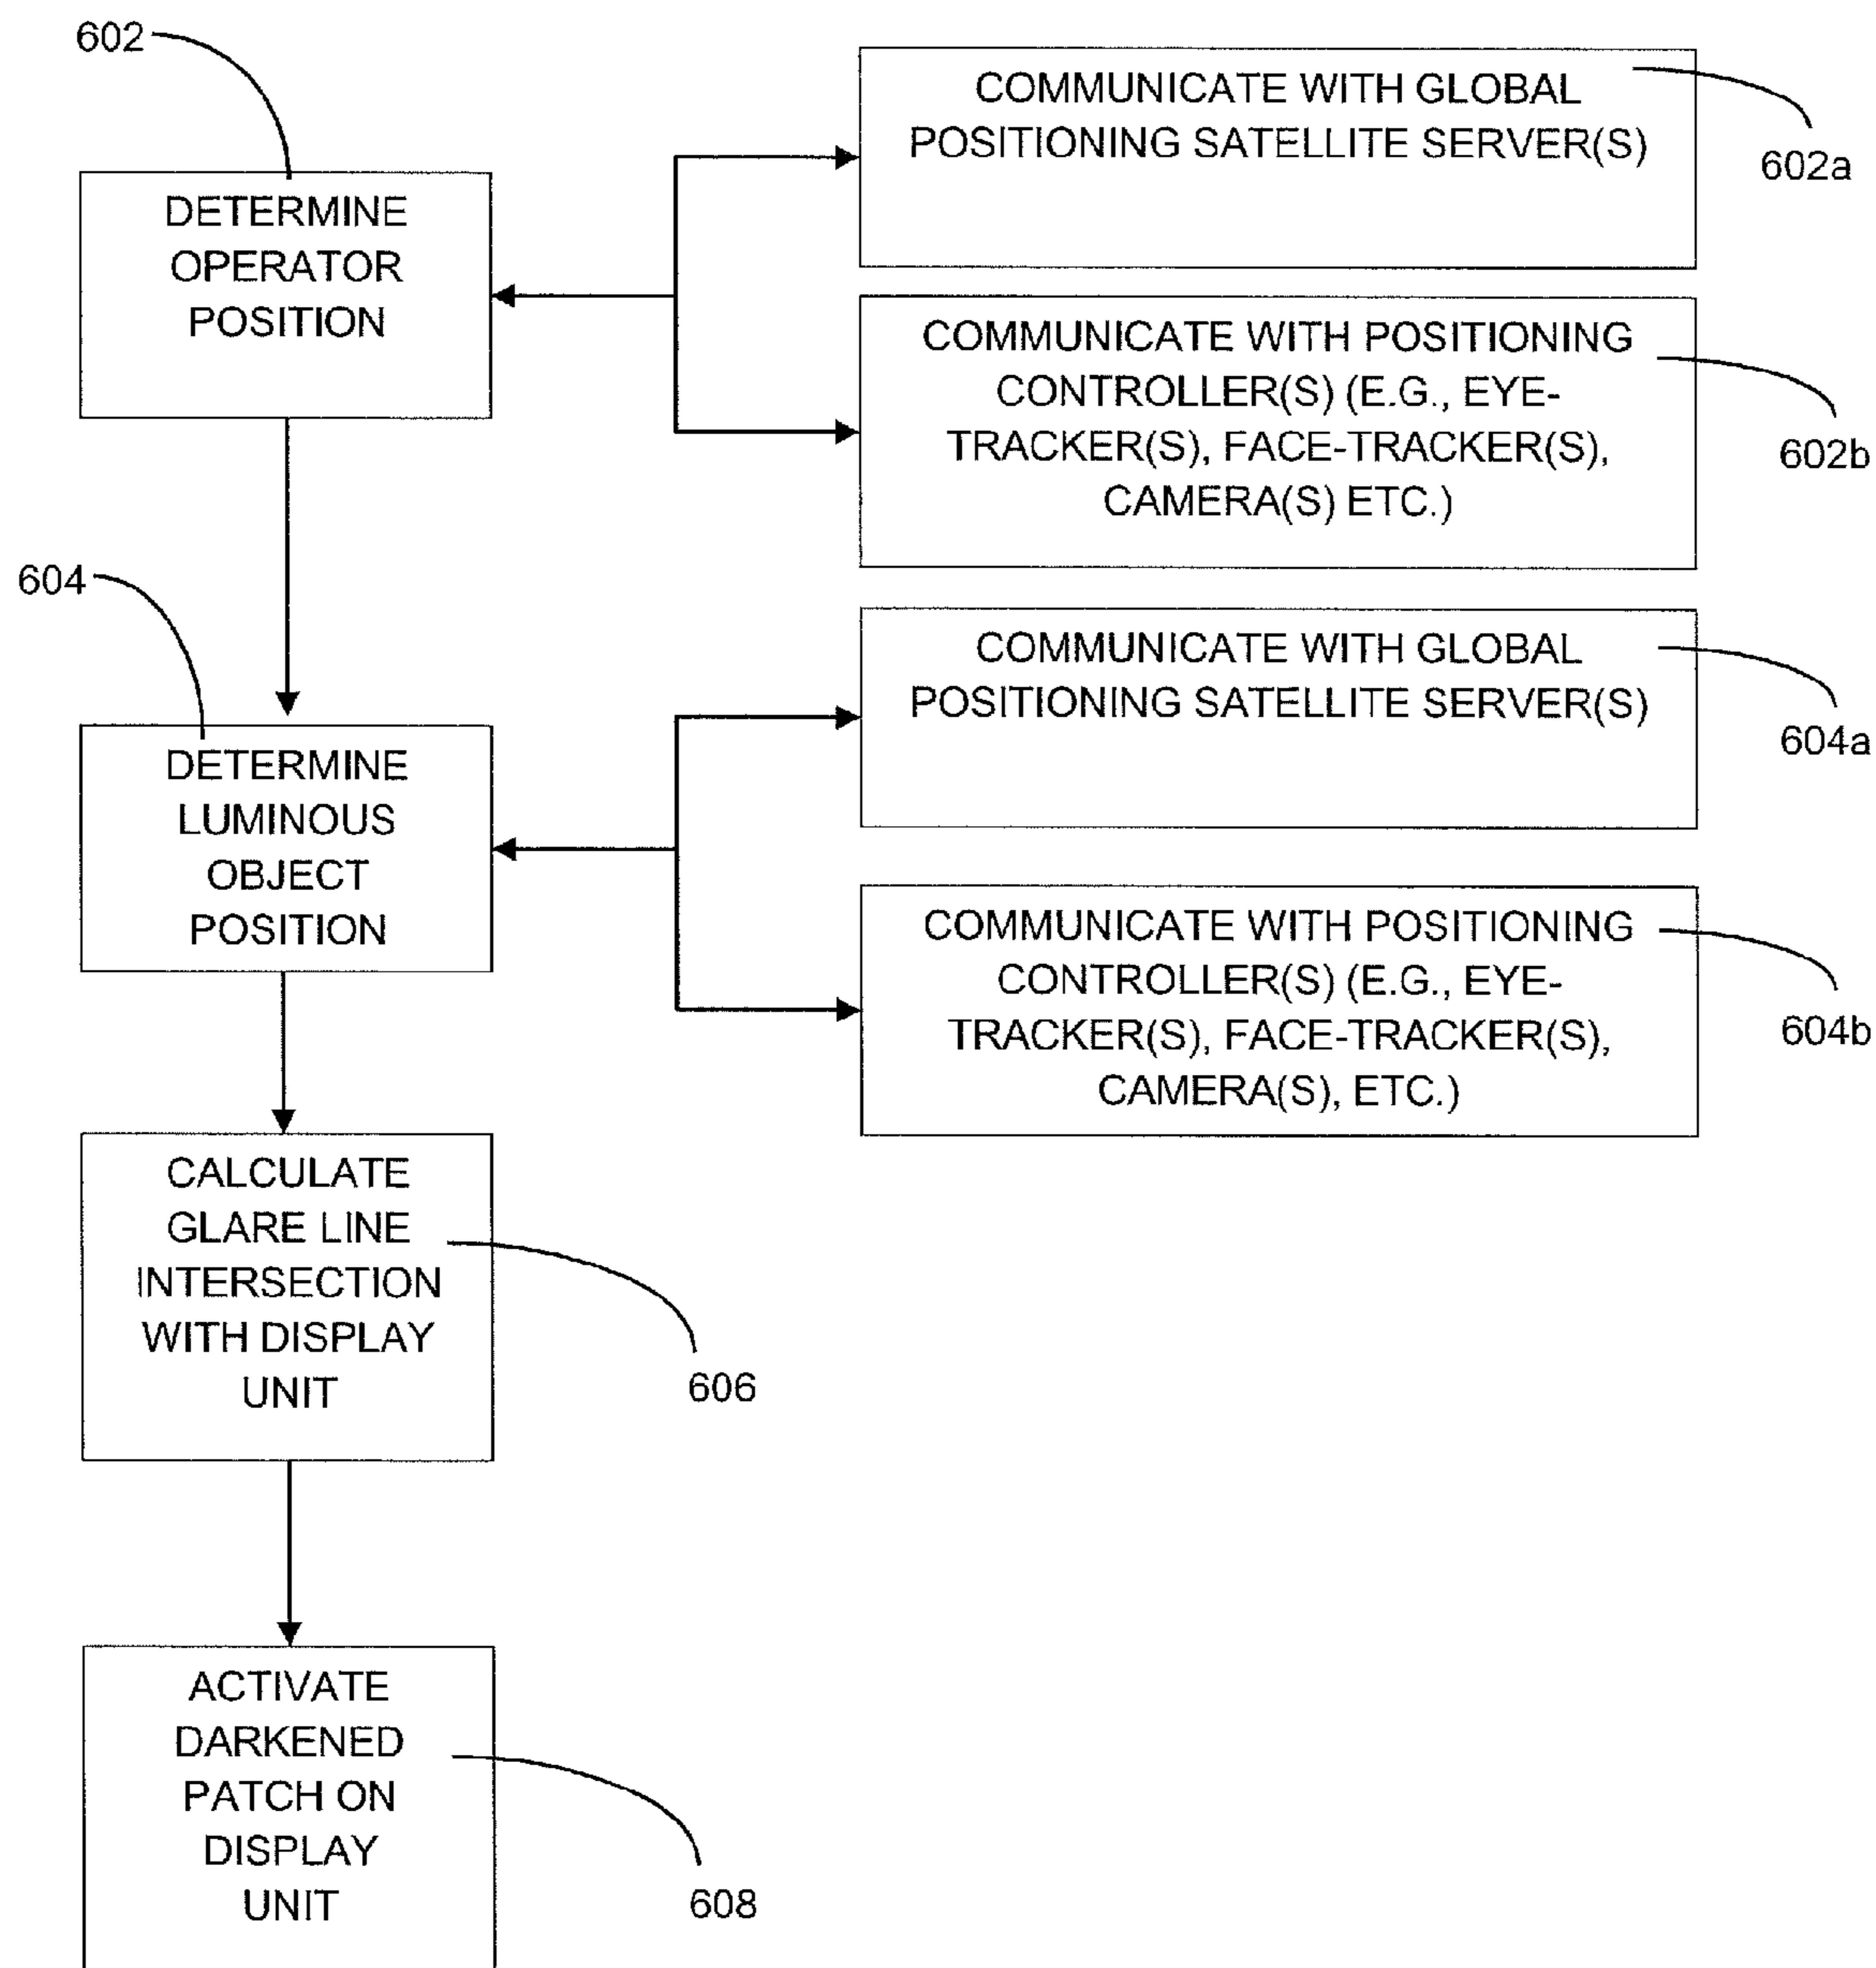 602
DETERMINE
OPERATOR
POSITION
COMMUNICATE WITH GLOBAL
POSITIONING SATELLITE SERVER(S)
602a
COMMUNICATE WITH POSITIONING
CONTROLLER(S) (E.G., EYE-
TRACKER(S), FACE-TRACKER(S),
CAMERA(S) ETC.)
602b
604
DETERMINE
LUMINOUS
OBJECT
POSITION
COMMUNICATE WITH GLOBAL
POSITIONING SATELLITE SERVER(S)
604a
COMMUNICATE WITH POSITIONING
CONTROLLER(S) (E.G., EYE-
TRACKER(S), FACE-TRACKER(S),
CAMERA(S), ETC.)
604b
CALCULATE
GLARE LINE
INTERSECTION
WITH DISPLAY
UNIT
606
ACTIVATE
DARKENED
PATCH ON
DISPLAY
UNIT
608